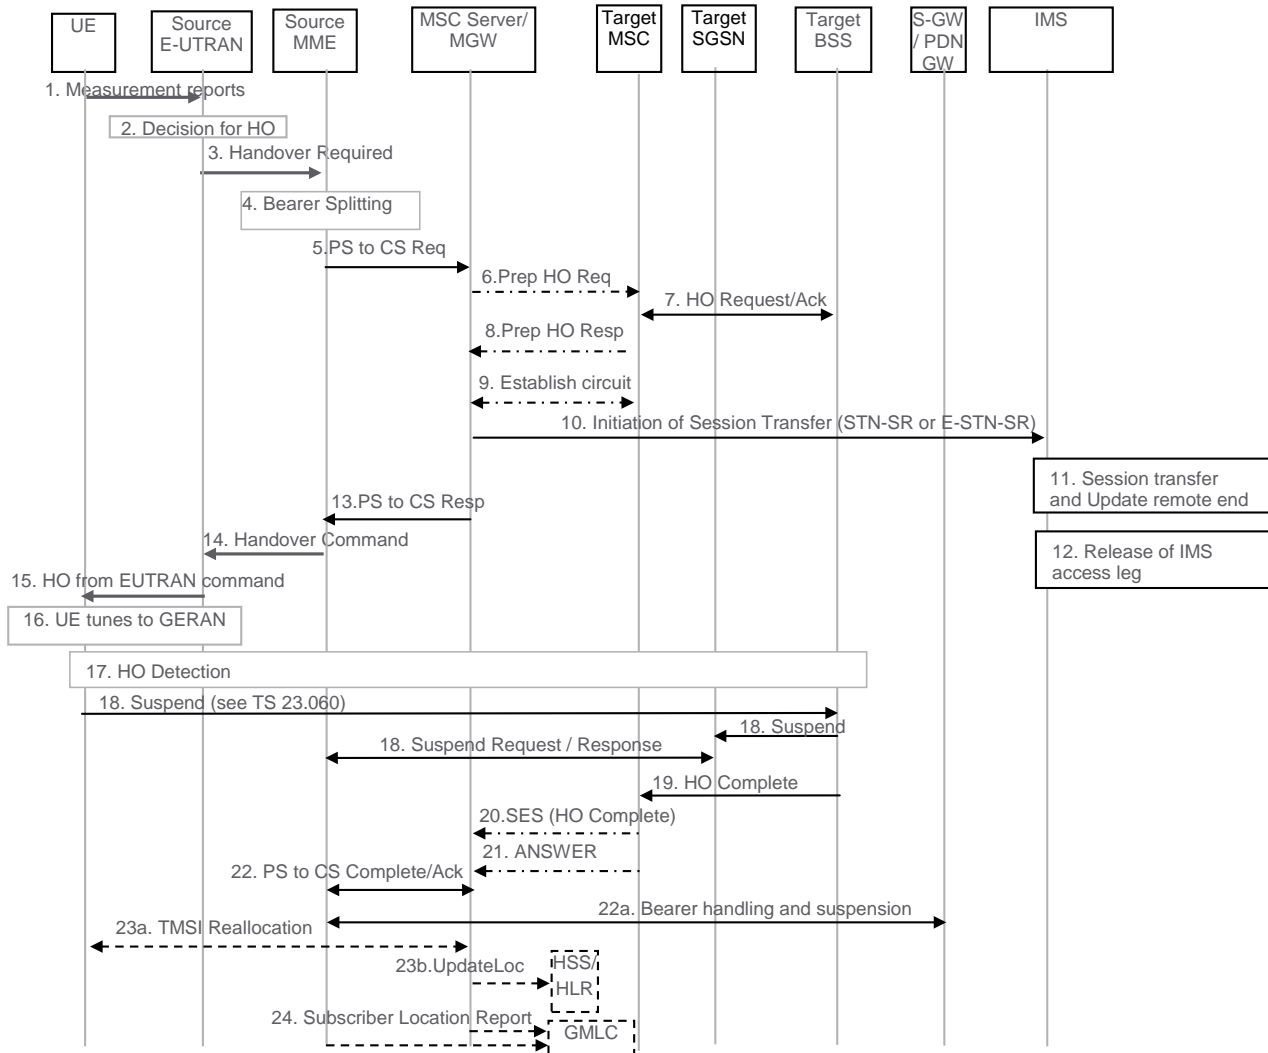 UE
Source
E-UTRAN
Source
MME
MSC Server/
MGW
Target
MSC
Target
SGSN
Target
BSS
S-GW
/ PDN
GW
IMS
1. Measurement reports
2. Decision for HO
3. Handover Required
4. Bearer Splitting
5.PS to CS Req
6.Prep HO Req
7. HO Request/Ack
8.Prep HO Resp
9. Establish circuit
10. Initiation of Session Transfer (STN-SR or E-STN-SR)
11. Session transfer
and Update remote end
13.PS to CS Resp
14. Handover Command
12. Release of IMS
access leg
15. HO from EUTRAN command
16. UE tunes to GERAN
17. HO Detection
18. Suspend (see TS 23.060)
18. Suspend
18. Suspend Request / Response
19. HO Complete
20.SES (HO Complete)
21. ANSWER
22. PS to CS Complete/Ack
22a. Bearer handling and suspension
23a. TMSI Reallocation
23b.UpdateLoc
HSS/
HLR
24. Subscriber Location Report
GMLC